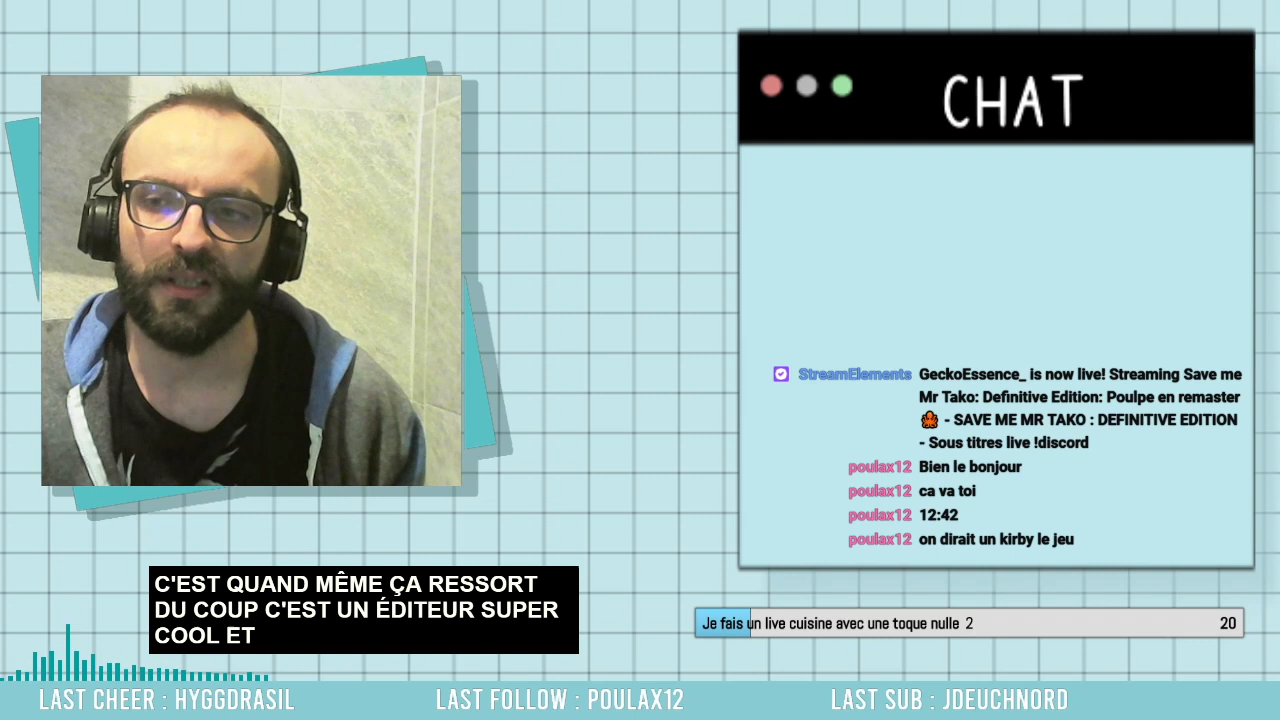 CHAT
StreamElements GeckoEssence_ is now live! Streaming Save me
Mr Tako: Definitive Edition: Poulpe en remaster
🐙 - SAVE ME MR TAKO : DEFINITIVE EDITION
- Sous titres live !discord
poulax12 Bien le bonjour
poulax12 ca va toi
poulax12 12:42
poulax12 on dirait un kirby le jeu
C'EST QUAND MÊME ÇA RESSORT
DU COUP C'EST UN ÉDITEUR SUPER
COOL ET
Je fais un live cuisine avec une toque nulle 2 20
LAST CHEER : HYGGDRASIL LAST FOLLOW : POULAX12 LAST SUB : JDEUCHNORD